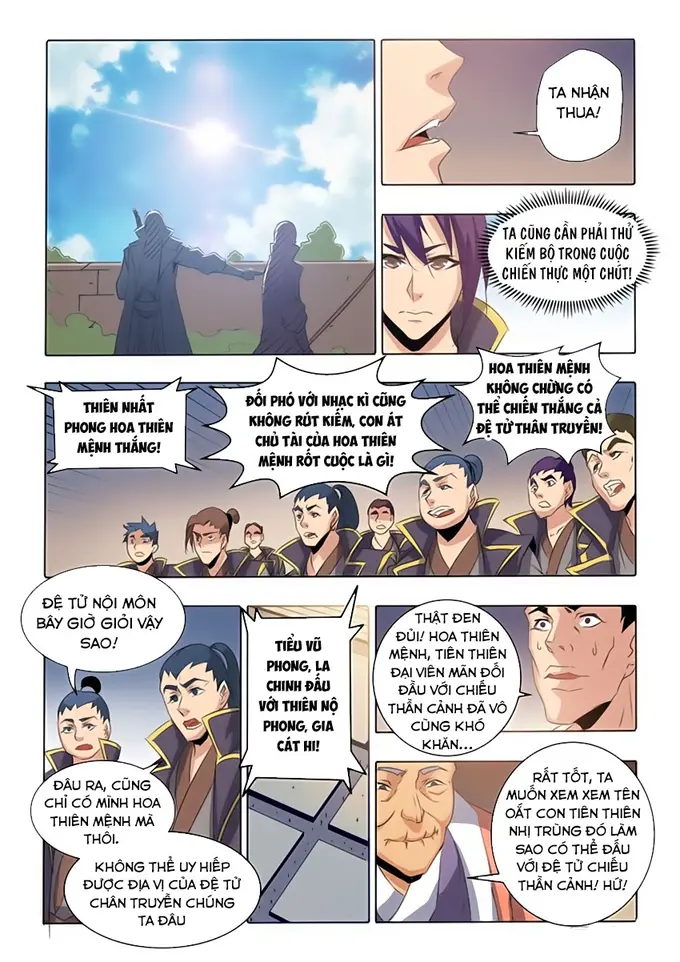 TA NHẬN
THUA!
TA CŨNG CẦN PHẢI THỬ
KIẾM BỘ TRONG CUỘC
CHIẾN THỰC MỘT CHÚT!
THIÊN NHẤT
PHONG HOA THIÊN
MỆNH THẮNG!
ĐỐI PHÓ VỚI NHẠC KÌ CŨNG
KHÔNG RÚT KIẾM, CON ÁT
CHỦ TÀI CỦA HOA THIÊN
MỆNH RỐT CUỘC LÀ GÌ!
HOA THIÊN MỆNH
KHÔNG CHỪNG CÓ
THỂ CHIẾN THẮNG CẢ
ĐỆ TỬ THÂN TRUYỀN!
ĐỆ TỬ NỘI MÔN
BÂY GIỜ GIỎI VẬY
SAO!
ĐÂU RA, CŨNG
CHỈ CÓ MÌNH HOA
THIÊN MỆNH MÀ
THÔI.
KHÔNG THỂ UY HIẾP
ĐƯỢC ĐỊA VỊ CỦA ĐỆ TỬ
CHÂN TRUYỀN CHÚNG
TA ĐÂU
TIỂU VŨ
PHONG, LA
CHINH ĐẤU
VỚI THIÊN NỘ
PHONG, GIA
CÁT HI!
THẬT ĐEN
ĐỦI! HOA THIÊN
MỆNH, TIÊN THIÊN
ĐẠI VIÊN MÃN ĐỐI
ĐẦU VỚI CHIẾU
THẦN CẢNH ĐÃ VÔ
CÙNG KHÓ
KHĂN...
RẤT TỐT, TA
MUỐN XEM XEM TÊN
OẮT CON TIÊN THIÊN
NHỊ TRÙNG ĐÓ LÀM
SAO CÓ THỂ ĐẤU
VỚI ĐỆ TỬ CHIẾU
THẦN CẢNH! HỨ!